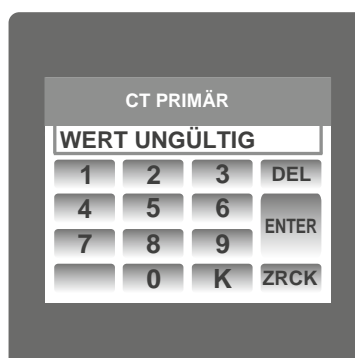 CT PRIMÄR
WERT UNGÜLTIG
1 2 3 DEL
4 5 6 ENTER
7 8 9
0 K ZRCK